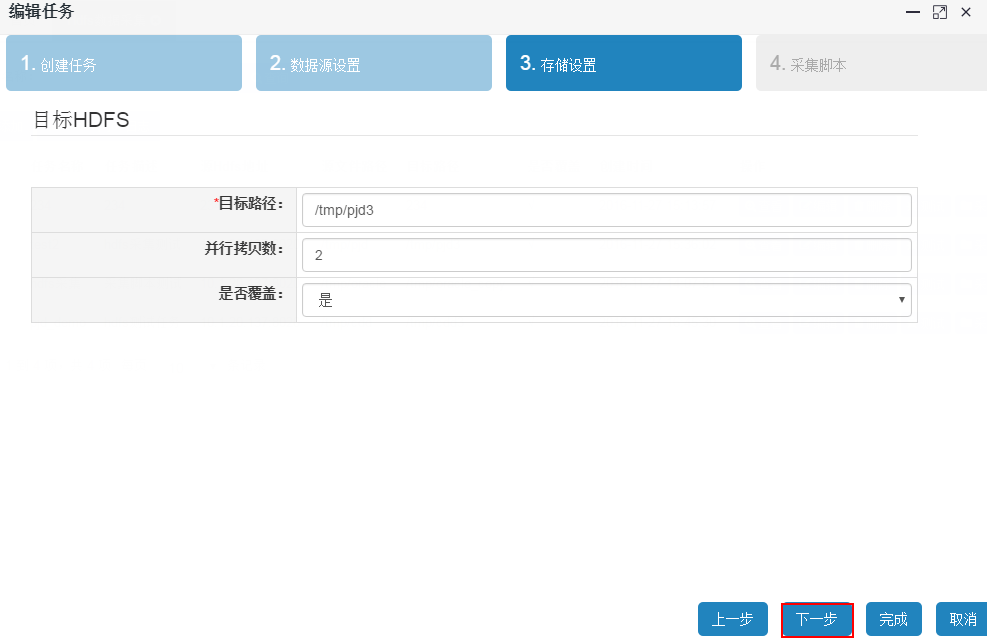 编辑任务
1. 创建任务
2. 数据源设置
3. 存储设置
4. 采集脚本
目标HDFS
*目标路径：
/tmp/pjd3
并行拷贝数：
2
是否覆盖：
是
上一步
下一步
完成
取消